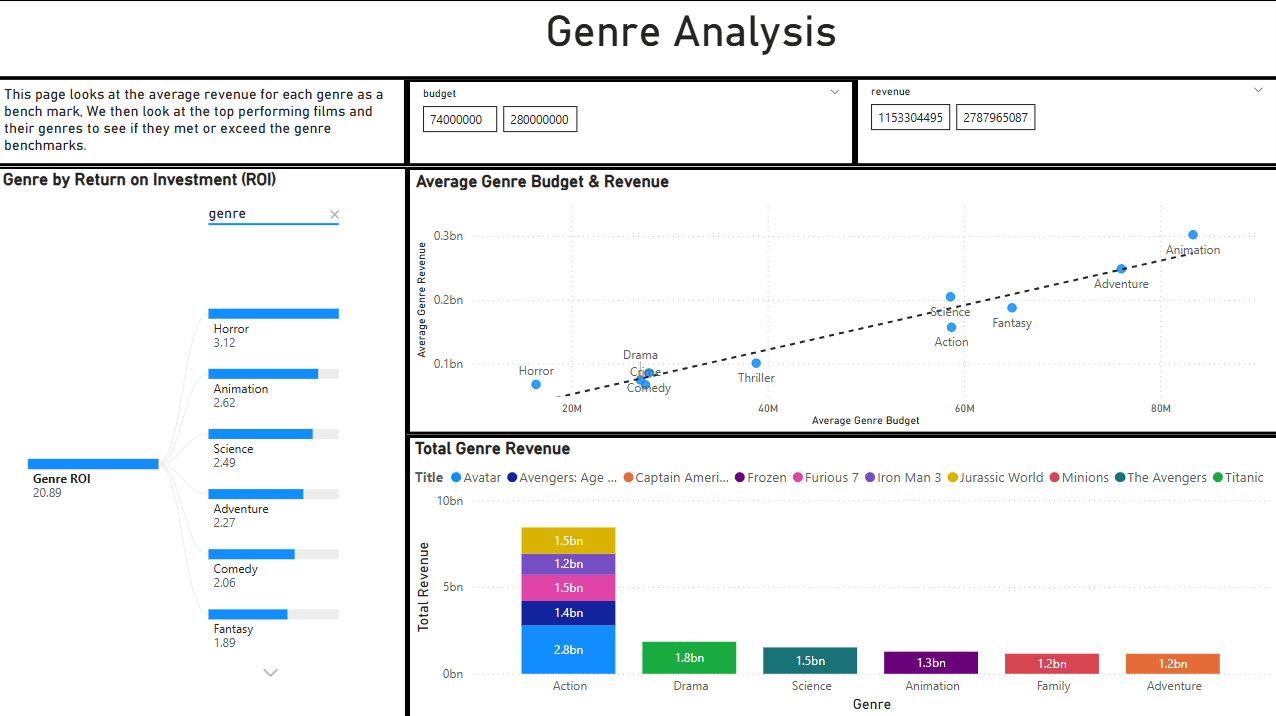 Genre Analysis
This page looks at the average revenue for each genre as a
bench mark, We then look at the top performing films and
their genres to see if they met or exceed the genre
benchmarks.
budget
74000000 280000000
revenue
1153304495 2787965087
Genre by Return on Investment (ROI)
genre
Genre ROI
20.89
Horror
3.12
Animation
2.62
Science
2.49
Adventure
2.27
Comedy
2.06
Fantasy
1.89
Average Genre Budget & Revenue
Average Genre Revenue
0.3bn
0.2bn
0.1bn
Animation
Adventure
Science
Fantasy
Action
Drama
Crime
Comedy
Horror
Thriller
20M 40M 60M 80M
Average Genre Budget
Total Genre Revenue
Title Avatar Avengers: Age ... Captain Ameri... Frozen Furious 7 Iron Man 3 Jurassic World Minions The Avengers Titanic
Total Revenue
10bn
5bn
0bn
1.5bn
1.2bn
1.5bn
1.4bn
2.8bn
1.8bn
1.5bn
1.3bn
1.2bn
1.2bn
Action Drama Science Animation Family Adventure
Genre